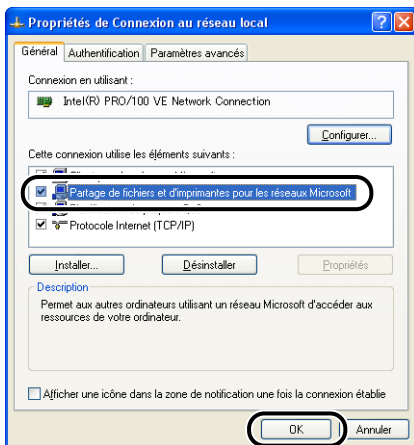 Propriétés de Connexion au réseau local
Général Authentification Paramètres avancés
Connexion en utilisant :
Intel(R) PRO/100 VE Network Connection
Configurer...
Cette connexion utilise les éléments suivants :
Partage de fichiers et d'imprimantes pour les réseaux Microsoft
Protocole Internet (TCP/IP)
Installer... Désinstaller Propriétés
Description
Permet aux autres ordinateurs utilisant un réseau Microsoft d'accéder aux
ressources de votre ordinateur.
Afficher une icône dans la zone de notification une fois la connexion établie
OK Annuler